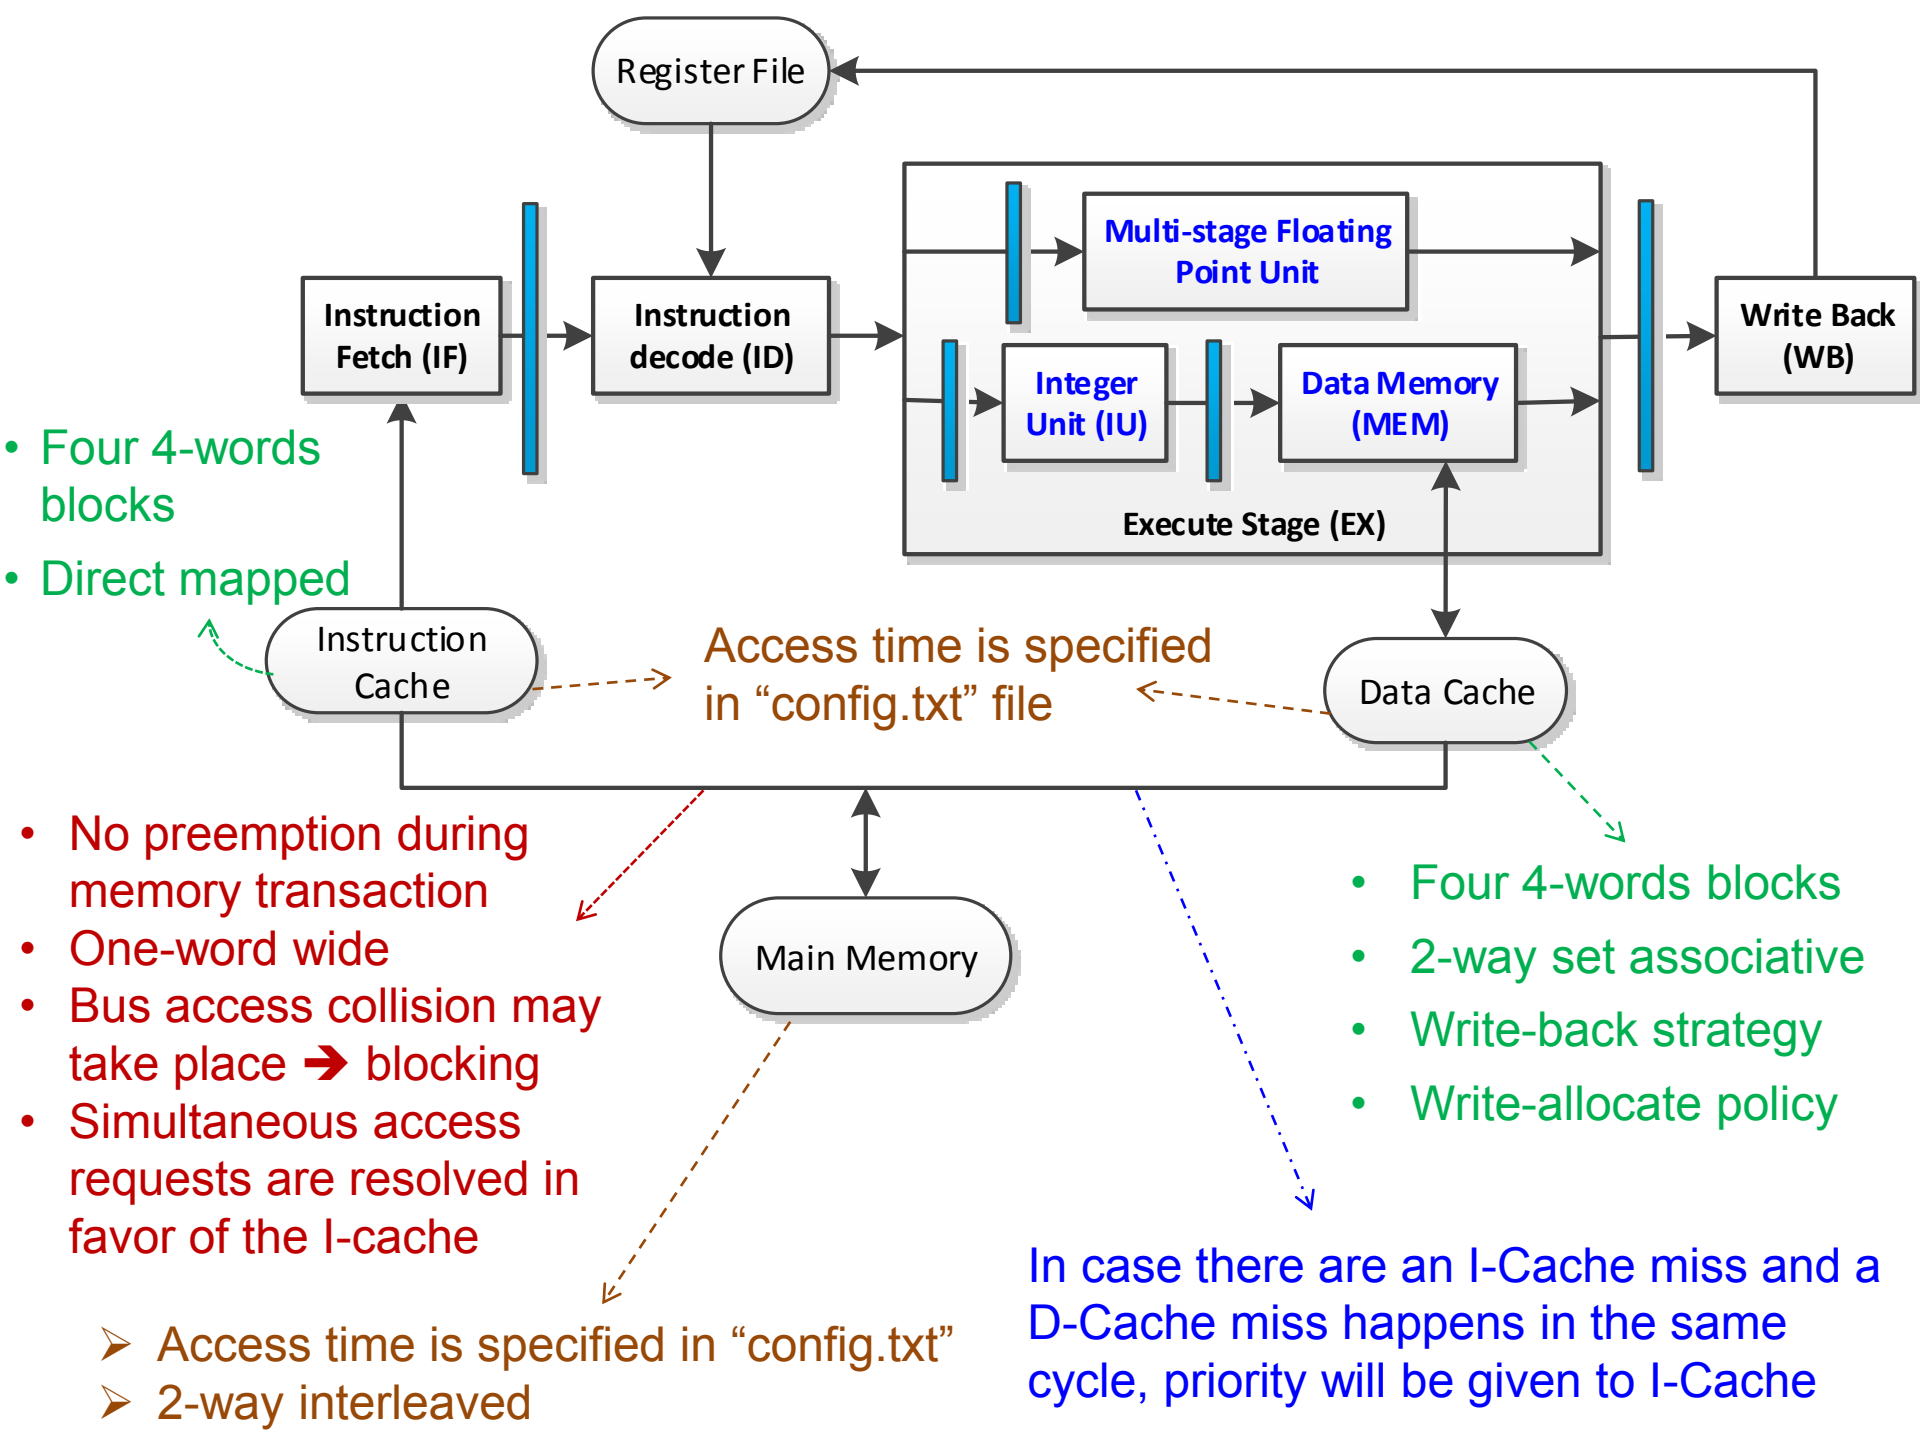 Register File
Multi-stage Floating
Point Unit
Instruction
Fetch (IF)
Instruction
decode (ID)
Write Back
(WB)
Integer
Unit (IU)
Data Memory
(MEM)
Execute Stage (EX)
• Four 4-words
blocks
• Direct mapped
Instruction
Cache
Access time is specified
in “config.txt” file
Data Cache
• No preemption during
memory transaction
• One-word wide
• Bus access collision may
take place ➔ blocking
• Simultaneous access
requests are resolved in
favor of the I-cache
Main Memory
• Four 4-words blocks
• 2-way set associative
• Write-back strategy
• Write-allocate policy
➢ Access time is specified in “config.txt”
➢ 2-way interleaved
In case there are an I-Cache miss and a
D-Cache miss happens in the same
cycle, priority will be given to I-Cache